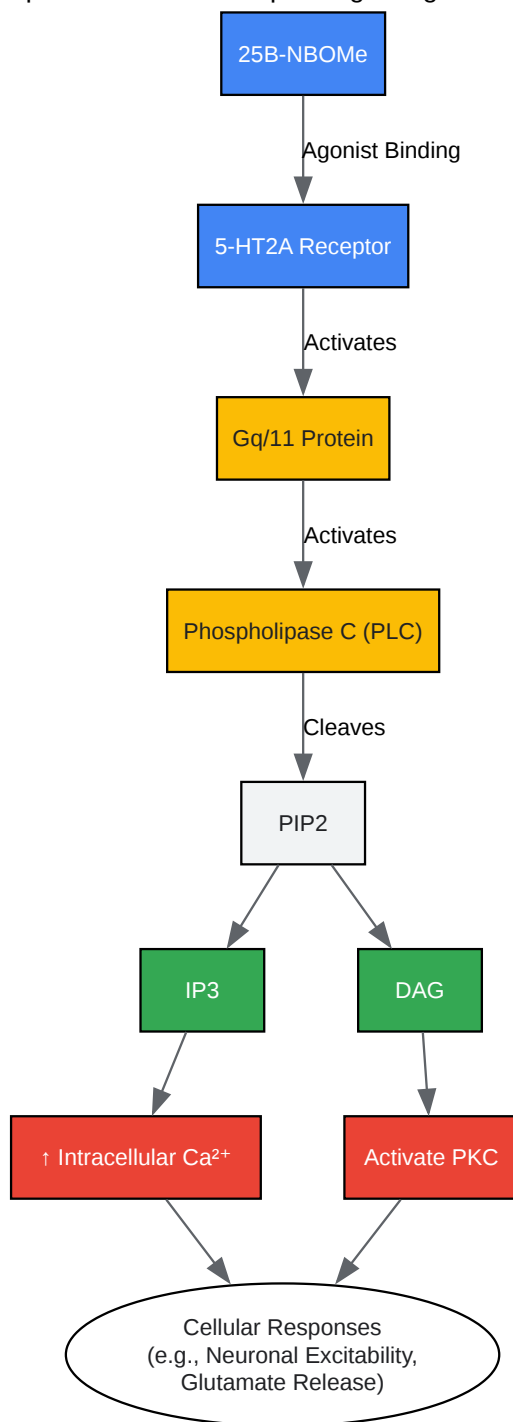 25B-NBOMe
Agonist Binding
5-HT2A Receptor
Activates
Gq/11 Protein
Activates
Phospholipase C (PLC)
Cleaves
PIP2
IP3
DAG
↑ Intracellular Ca²⁺
Activate PKC
Cellular Responses
(e.g., Neuronal Excitability,
Glutamate Release)